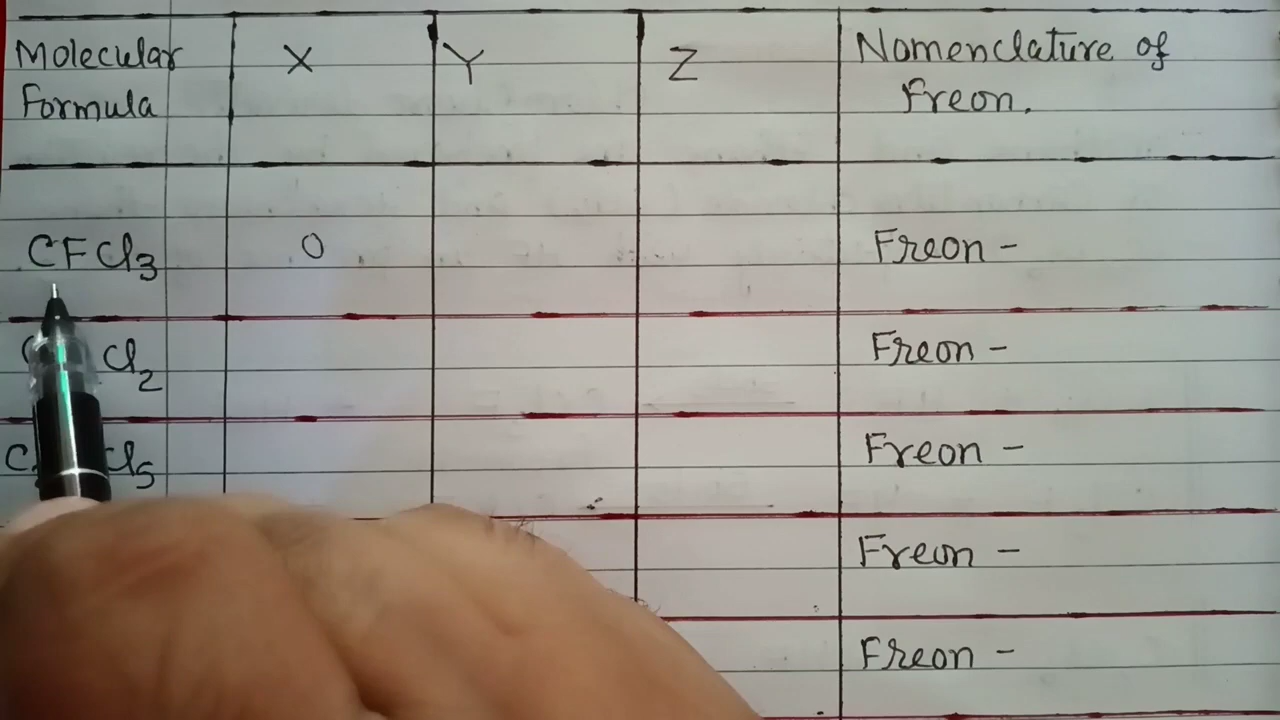 Molecular Formula X Y Z Nomenclature of Freon.
CFCl3 0 Freon -
Cl2 Freon -
C Cl5 Freon -
Freon -
Freon -